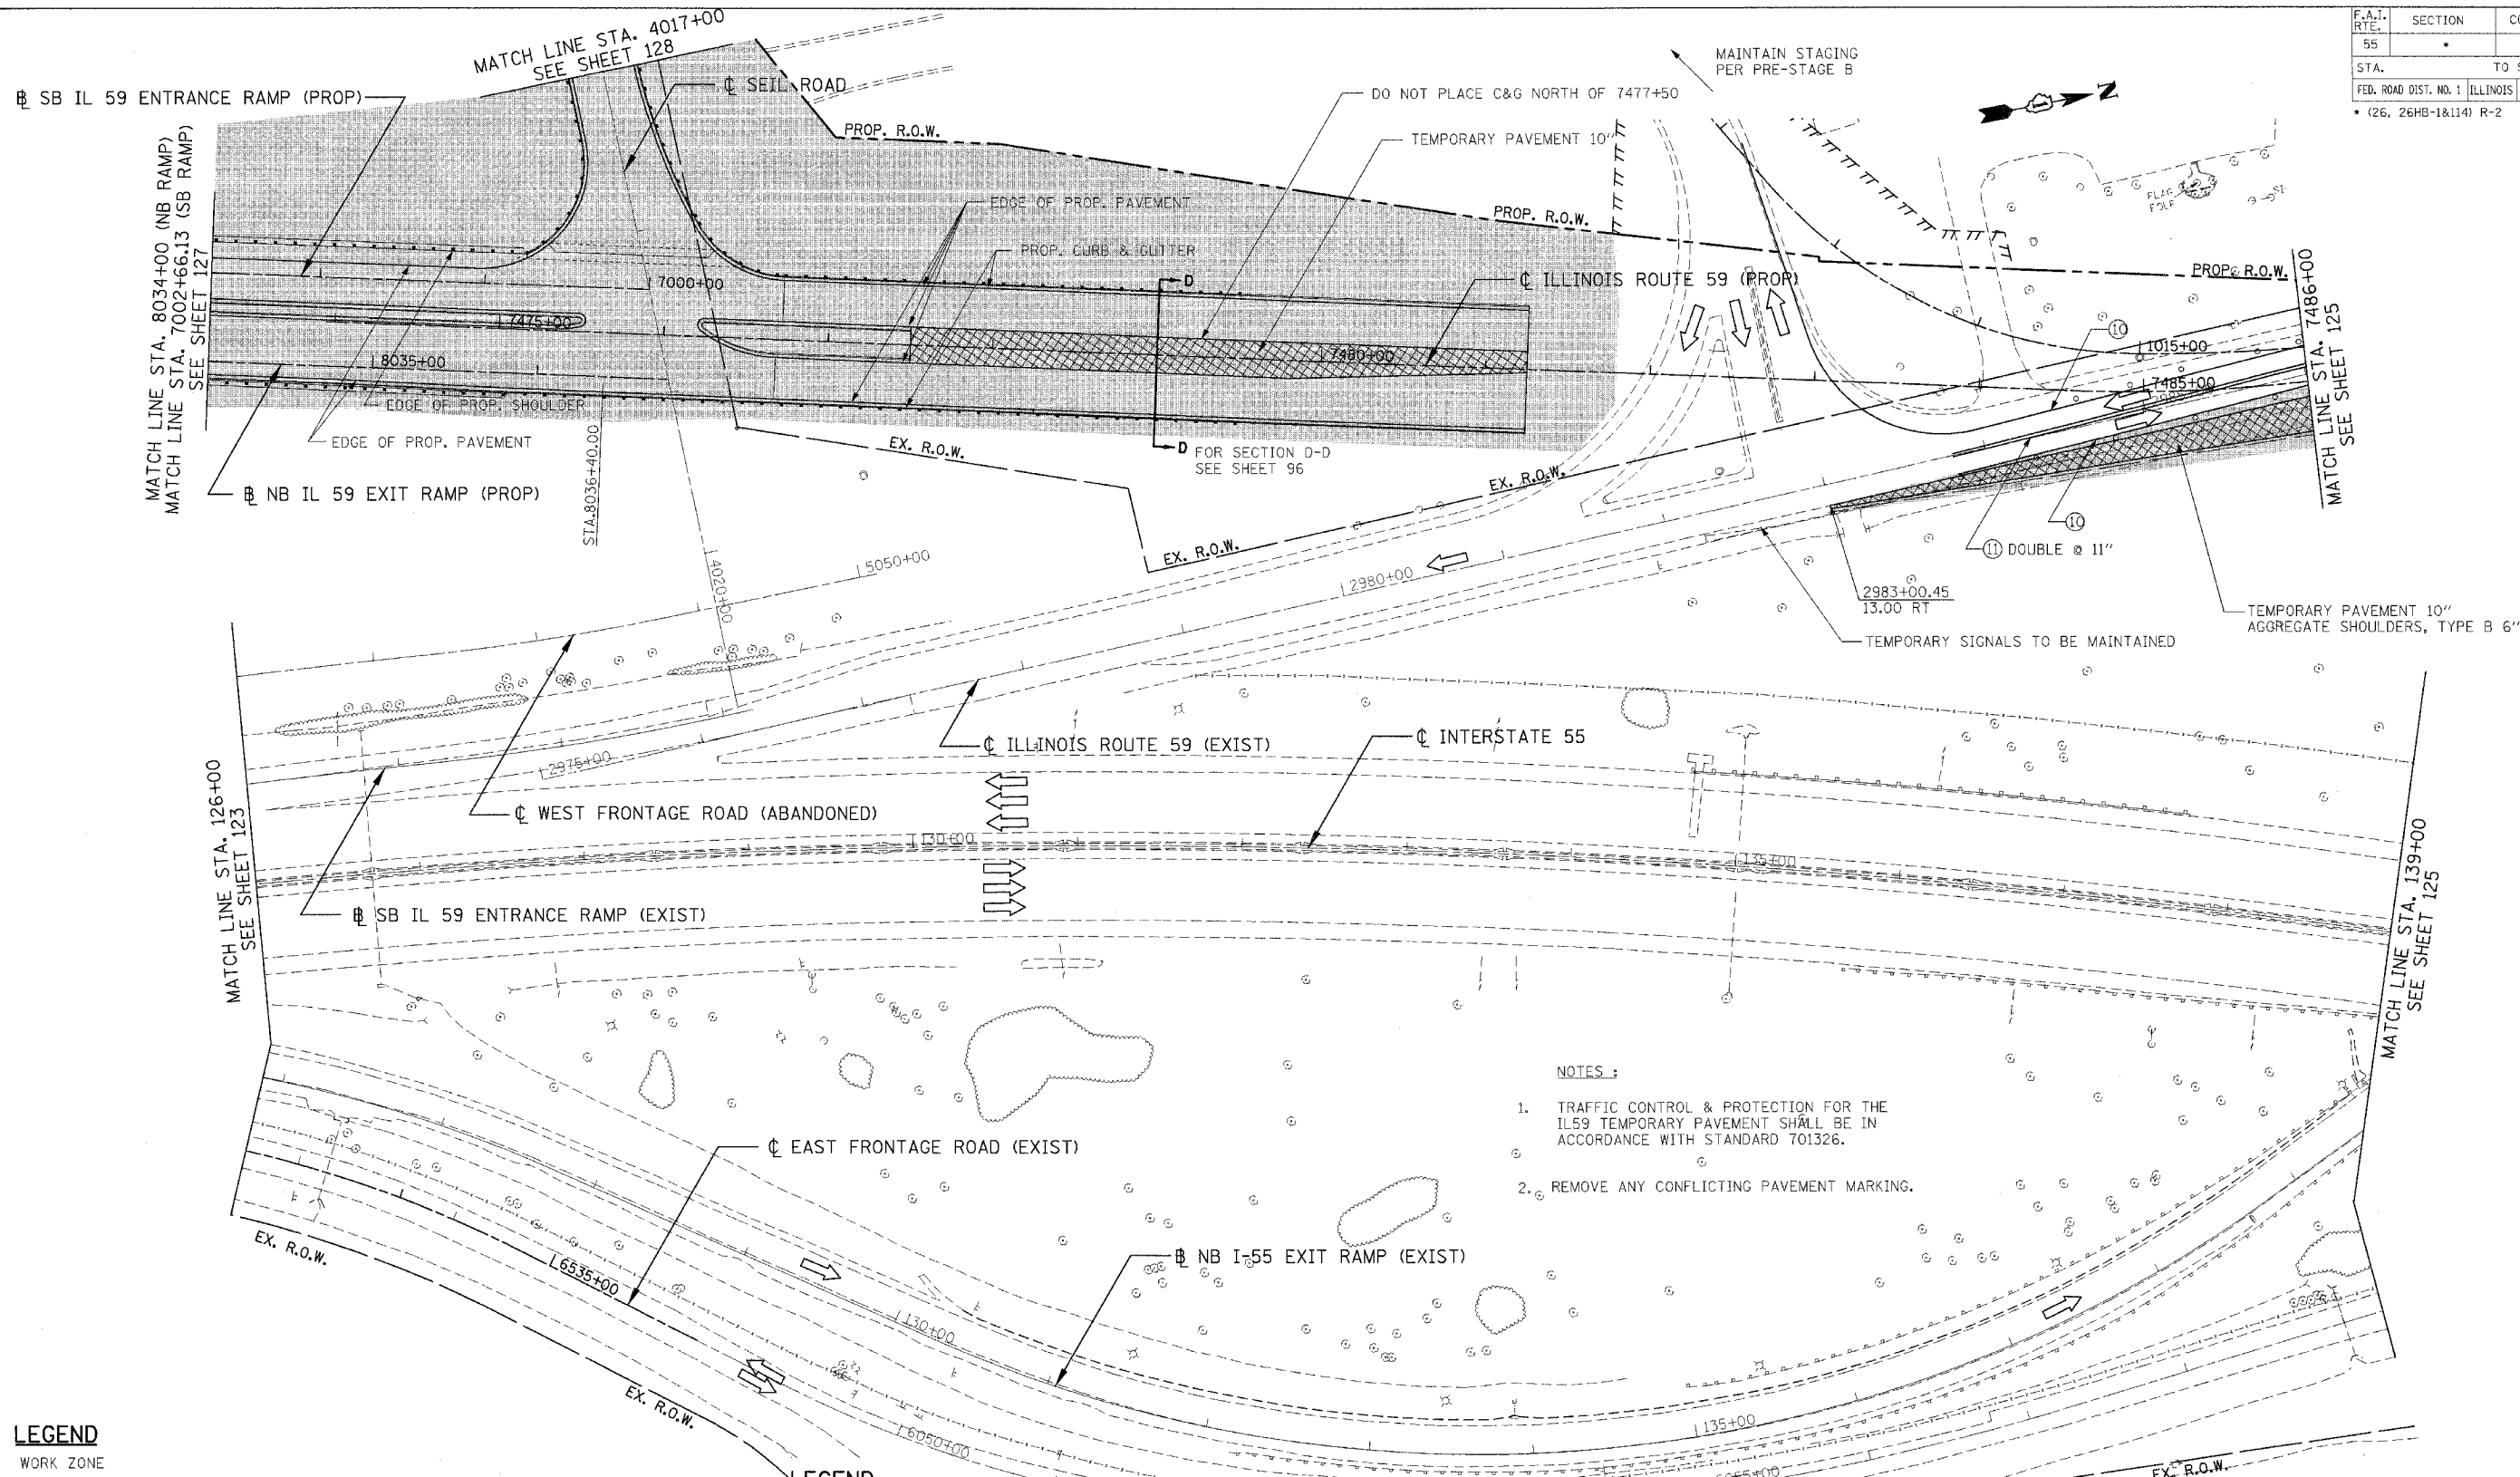 F.A.I. RTE.
SECTION
55
*
STA.
FED. ROAD DIST. NO. 1
ILLINOIS
* (26, 26HB-1&114) R-2
MATCH LINE STA. 4017+00
SEE SHEET 128
℄ SEIL ROAD
SB IL 59 ENTRANCE RAMP (PROP)
PROP. R.O.W.
MAINTAIN STAGING
PER PRE-STAGE B
DO NOT PLACE C&G NORTH OF 7477+50
TEMPORARY PAVEMENT 10"
N
FLAG
POLE
MATCH LINE STA. 8034+00 (NB RAMP)
MATCH LINE STA. 7002+66.13 (SB RAMP)
SEE SHEET 127
EDGE OF PROP. PAVEMENT
PROP. CURB & GUTTER
PROP. R.O.W.
D
℄ ILLINOIS ROUTE 59 (PROP)
PROP. R.O.W.
MATCH LINE STA. 7486+00
SEE SHEET 125
7000+00
7475+00
7480+00
8035+00
10
1015+00
7485+00
EDGE OF PROP. SHOULDER
EDGE OF PROP. PAVEMENT
NB IL 59 EXIT RAMP (PROP)
STA.8036+40.00
EX. R.O.W.
D
FOR SECTION D-D
SEE SHEET 96
EX. R.O.W.
EX. R.O.W.
10
11 DOUBLE @ 11"
4020+00
5050+00
2980+00
2983+00.45
13.00 RT
TEMPORARY PAVEMENT 10"
AGGREGATE SHOULDERS, TYPE B 6"
TEMPORARY SIGNALS TO BE MAINTAINED
2975+00
℄ ILLINOIS ROUTE 59 (EXIST)
℄ INTERSTATE 55
℄ WEST FRONTAGE ROAD (ABANDONED)
130+00
135+00
MATCH LINE STA. 126+00
SEE SHEET 123
SB IL 59 ENTRANCE RAMP (EXIST)
MATCH LINE STA. 139+00
SEE SHEET 125
NOTES :
1. TRAFFIC CONTROL & PROTECTION FOR THE
IL59 TEMPORARY PAVEMENT SHALL BE IN
ACCORDANCE WITH STANDARD 701326.
2. REMOVE ANY CONFLICTING PAVEMENT MARKING.
℄ EAST FRONTAGE ROAD (EXIST)
NB I-55 EXIT RAMP (EXIST)
EX. R.O.W.
6535+00
130+00
EX. R.O.W.
6050+00
135+00
EX. R.O.W.
LEGEND
WORK ZONE
LEGEND